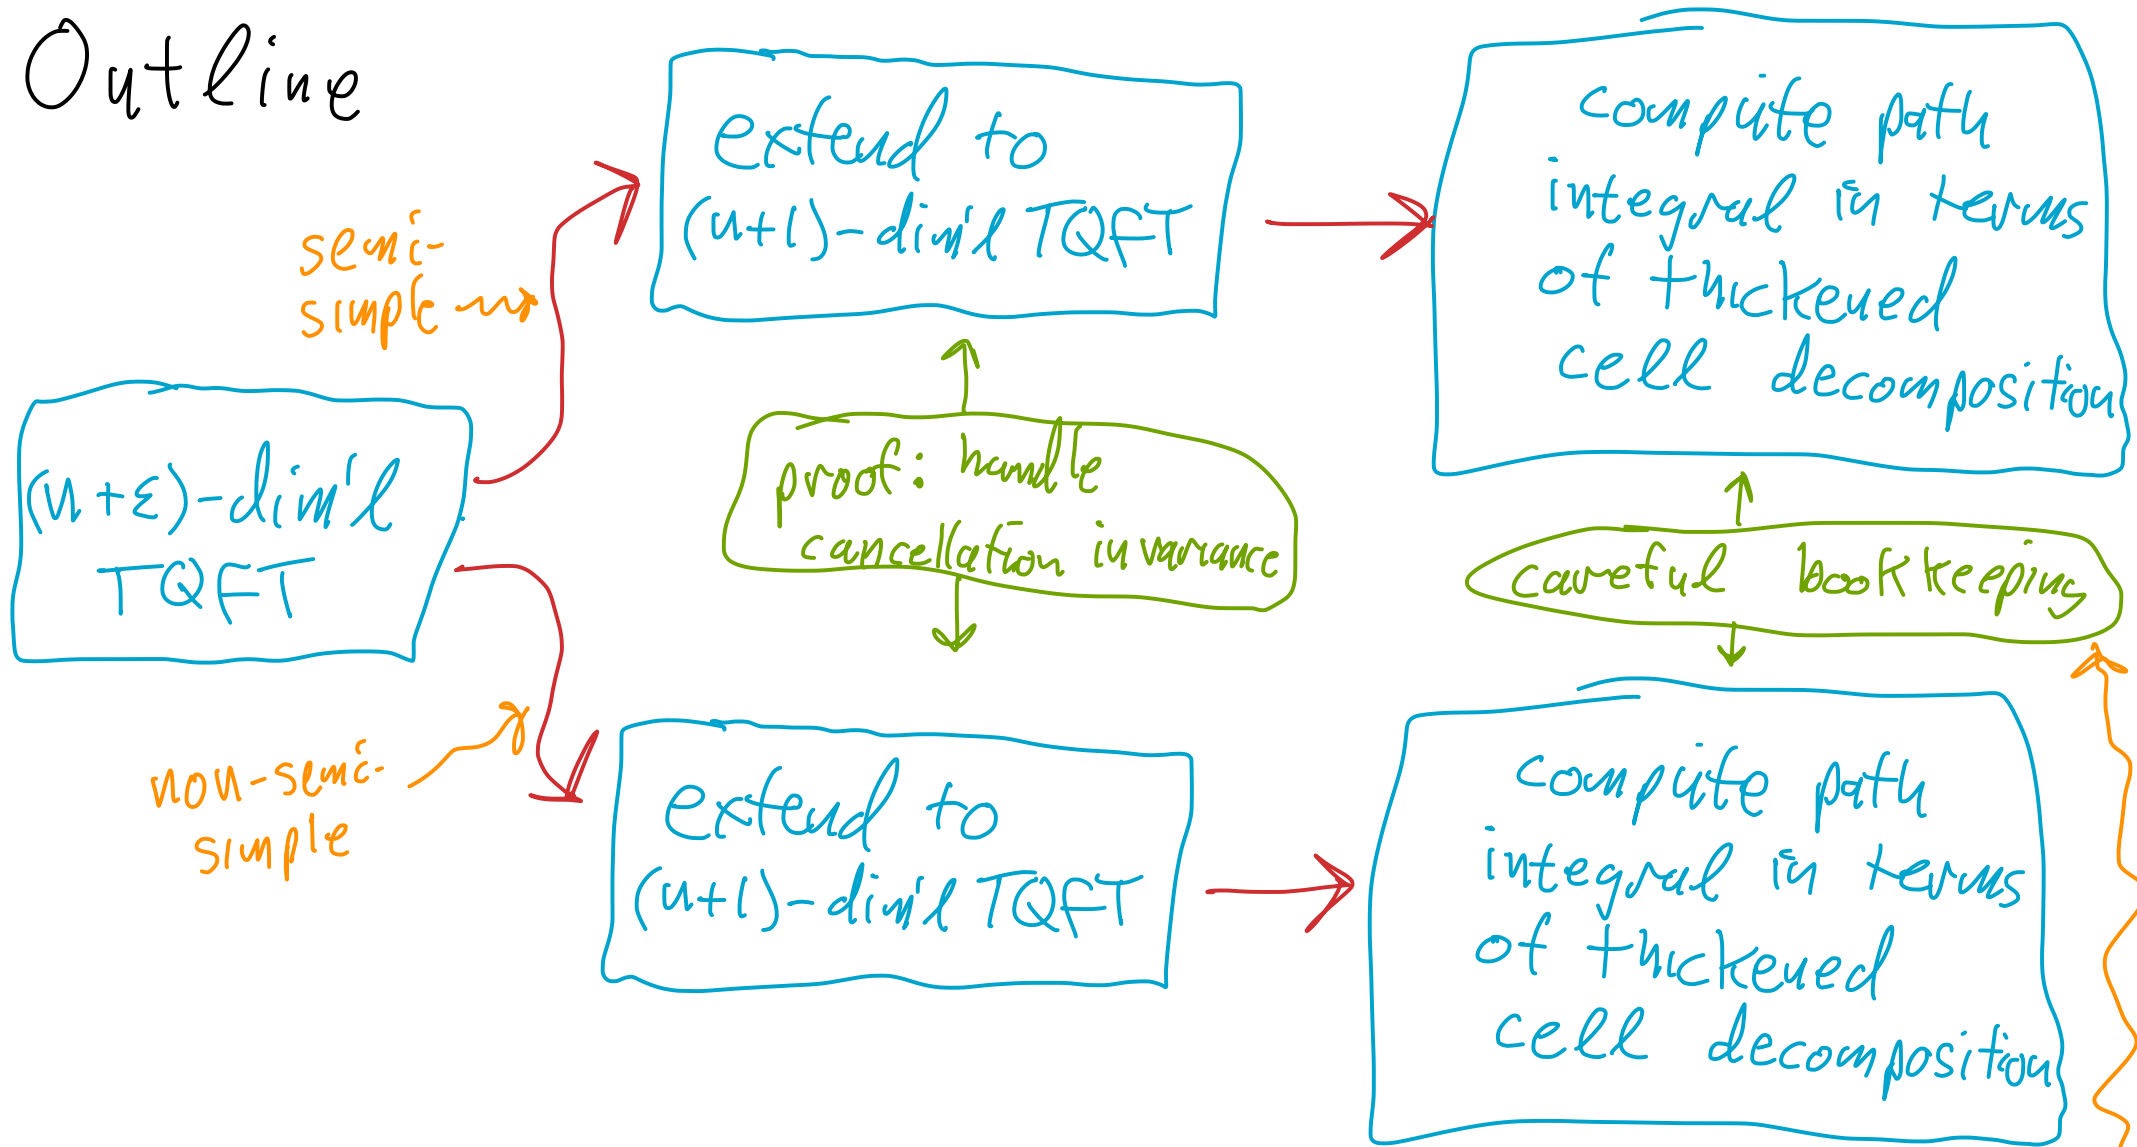 Outline
extend to
(n+1)-dim'l TQFT
compute path
integral in terms
of thickened
cell decomposition
semi-
simple
(n+ε)-dim'l
TQFT
proof: handle
cancellation invariance
careful bookkeeping
non-semi-
simple
extend to
(n+1)-dim'l TQFT
compute path
integral in terms
of thickened
cell decomposition